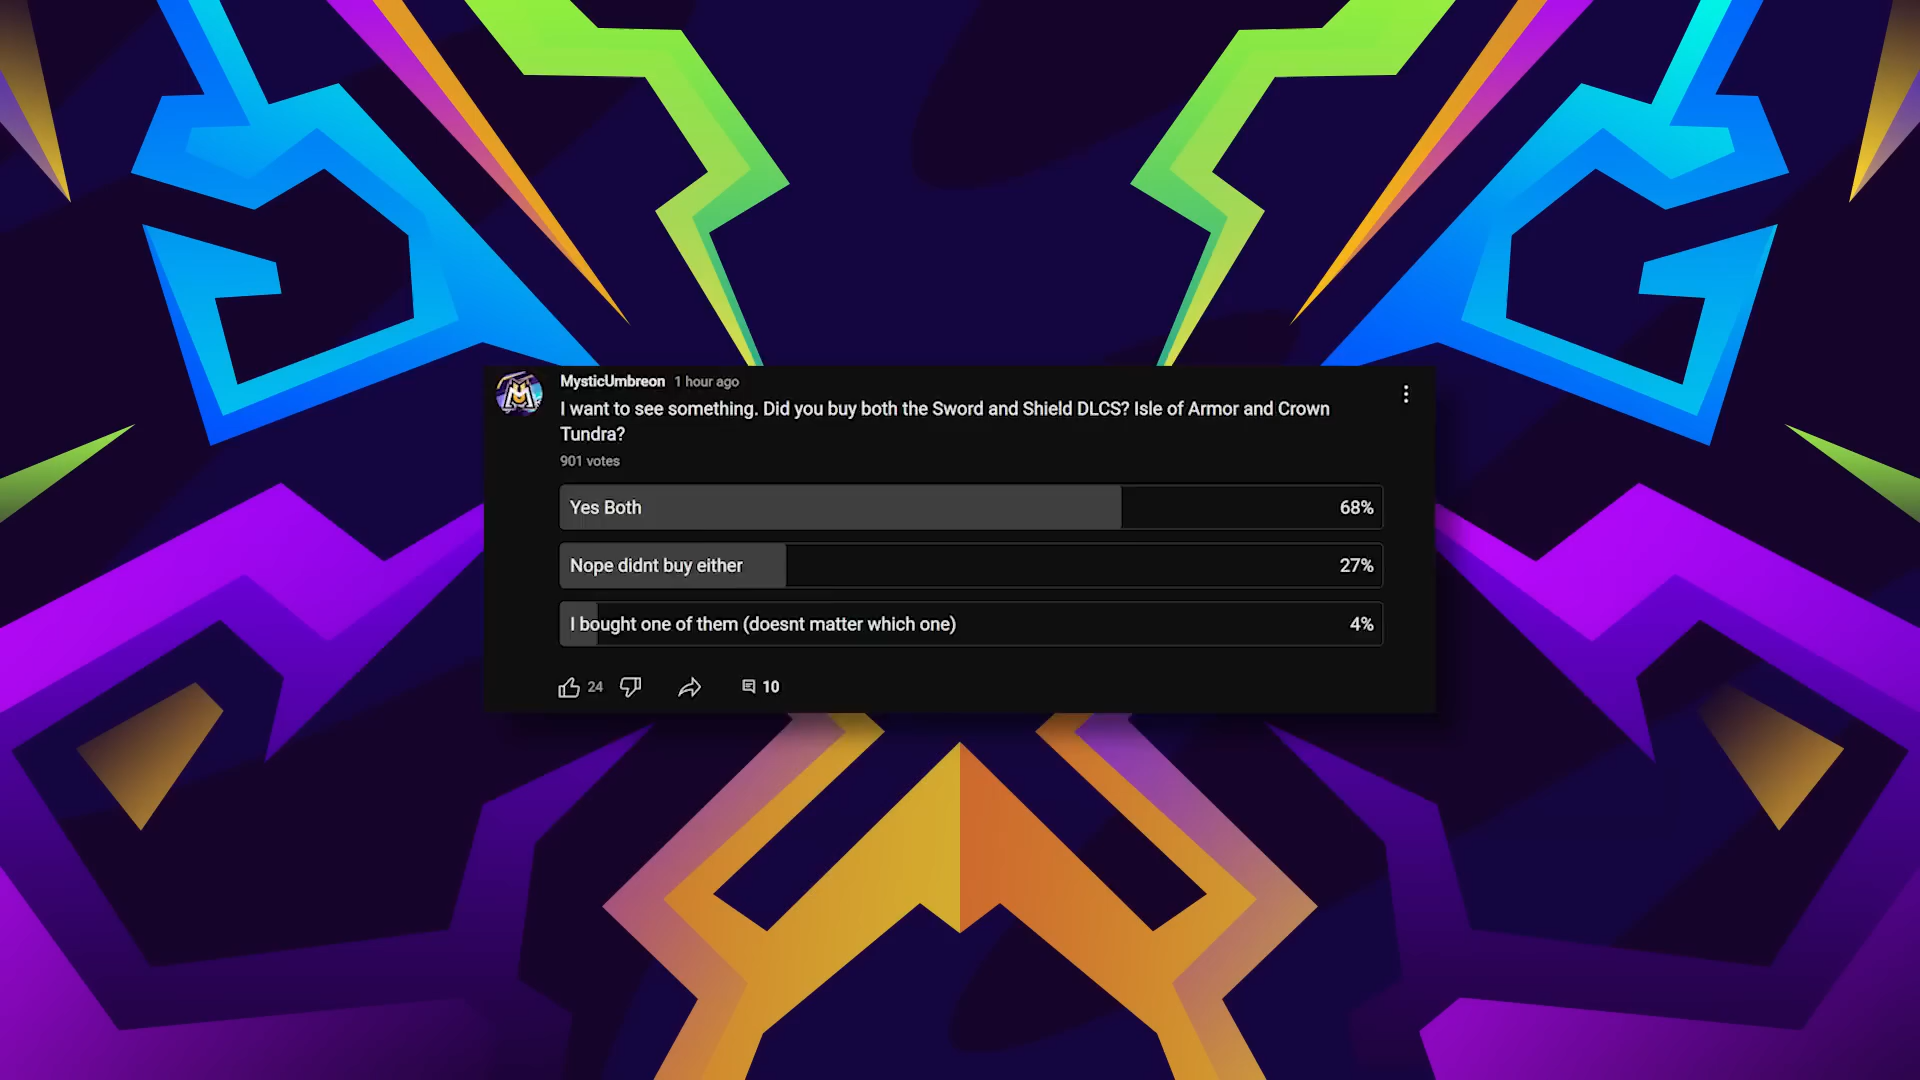 MysticUmbreon 1 hour ago
I want to see something. Did you buy both the Sword and Shield DLCS? Isle of Armor and Crown
Tundra?
901 votes
Yes Both 68%
Nope didnt buy either 27%
I bought one of them (doesnt matter which one) 4%
24 10